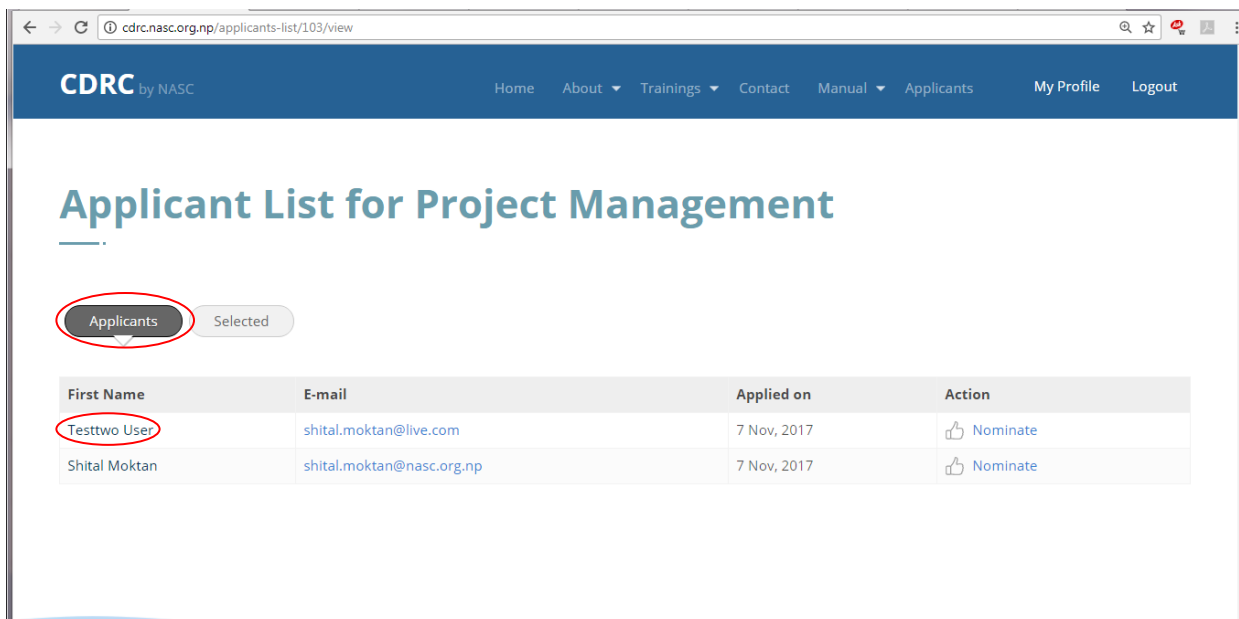 cdrc.nasc.org.np/applicants-list/103/view
CDRC by NASC Home About Trainings Contact Manual Applicants My Profile Logout
Applicant List for Project Management
Applicants Selected
First Name E-mail Applied on Action
Testtwo User shital.moktan@live.com 7 Nov, 2017 Nominate
Shital Moktan shital.moktan@nasc.org.np 7 Nov, 2017 Nominate